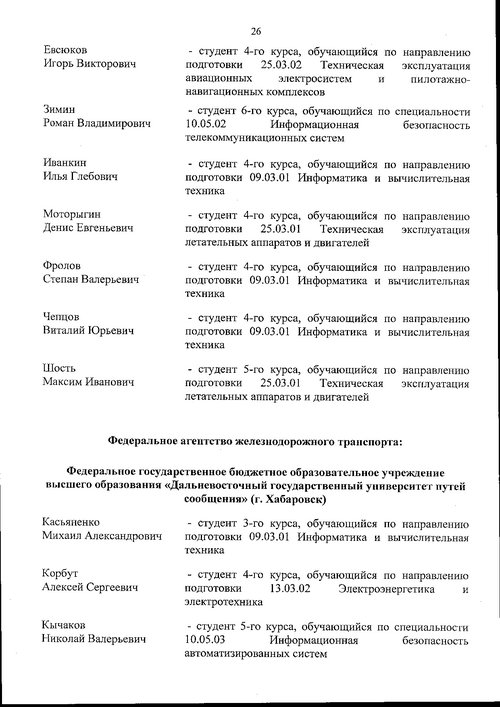 26
Евсюков - студент 4-го курса, обучающийся по направлению
Игорь Викторович подготовки 25.03.02 Техническая эксплуатация
авиационных электросистем и пилотажно-
навигационных комплексов
Зимин - студент 6-го курса, обучающийся по специальности
Роман Владимирович 10.05.02 Информационная безопасность
телекоммуникационных систем
Иванкин - студент 4-го курса, обучающийся по направлению
Илья Глебович подготовки 09.03.01 Информатика и вычислительная
техника
Моторыгин - студент 4-го курса, обучающийся по направлению
Денис Евгеньевич подготовки 25.03.01 Техническая эксплуатация
летательных аппаратов и двигателей
Фролов - студент 4-го курса, обучающийся по направлению
Степан Валерьевич подготовки 09.03.01 Информатика и вычислительная
техника
Чепцов - студент 4-го курса, обучающийся по направлению
Виталий Юрьевич подготовки 09.03.01 Информатика и вычислительная
техника
Шость - студент 5-го курса, обучающийся по направлению
Максим Иванович подготовки 25.03.01 Техническая эксплуатация
летательных аппаратов и двигателей
Федеральное агентство железнодорожного транспорта:
Федеральное государственное бюджетное образовательное учреждение
высшего образования «Дальневосточный государственный университет путей
сообщения» (г. Хабаровск)
Касьяненко - студент 3-го курса, обучающийся по направлению
Михаил Александрович подготовки 09.03.01 Информатика и вычислительная
техника
Корбут - студент 4-го курса, обучающийся по направлению
Алексей Сергеевич подготовки 13.03.02 Электроэнергетика и
электротехника
Кычаков - студент 5-го курса, обучающийся по специальности
Николай Валерьевич 10.05.03 Информационная безопасность
автоматизированных систем